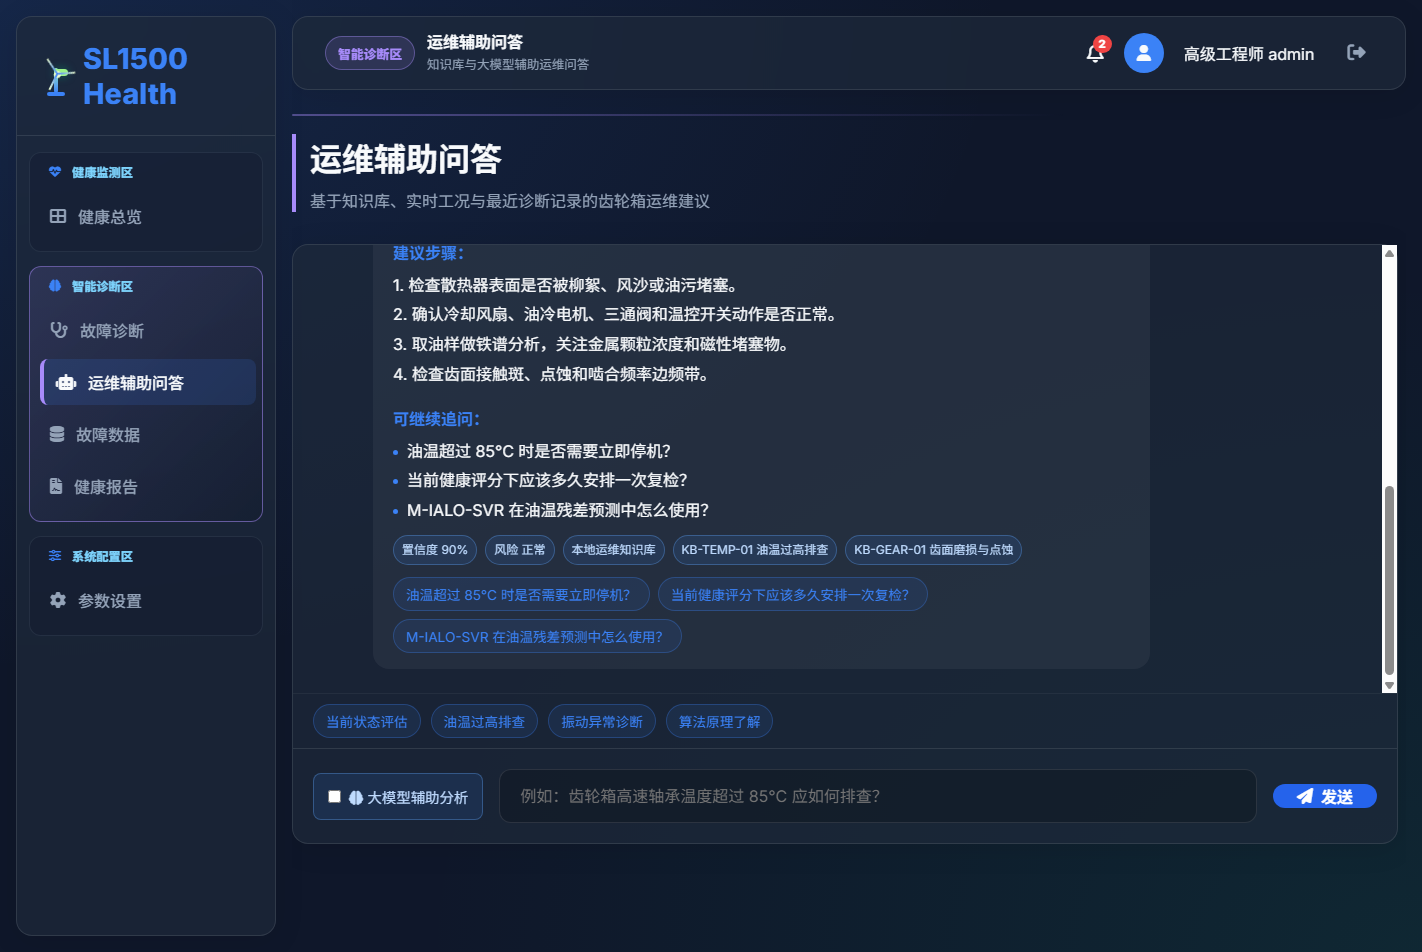 SL1500
Health
健康监测区
健康总览
智能诊断区
故障诊断
运维辅助问答
故障数据
健康报告
系统配置区
参数设置
智能诊断区
运维辅助问答
知识库与大模型辅助运维问答
2
高级工程师 admin
运维辅助问答
基于知识库、实时工况与最近诊断记录的齿轮箱运维建议
建议步骤：
1. 检查散热器表面是否被柳絮、风沙或油污堵塞。
2. 确认冷却风扇、油冷电机、三通阀和温控开关动作是否正常。
3. 取油样做铁谱分析，关注金属颗粒浓度和磁性堵塞物。
4. 检查齿面接触斑、点蚀和啮合频率边频带。
可继续追问：
• 油温超过 85°C 时是否需要立即停机？
• 当前健康评分下应该多久安排一次复检？
• M-IALO-SVR 在油温残差预测中怎么使用？
置信度 90% 风险 正常 本地运维知识库 KB-TEMP-01 油温过高排查 KB-GEAR-01 齿面磨损与点蚀
油温超过 85°C 时是否需要立即停机？ 当前健康评分下应该多久安排一次复检？
M-IALO-SVR 在油温残差预测中怎么使用？
当前状态评估 油温过高排查 振动异常诊断 算法原理了解
大模型辅助分析 例如：齿轮箱高速轴承温度超过 85°C 应如何排查？ 发送